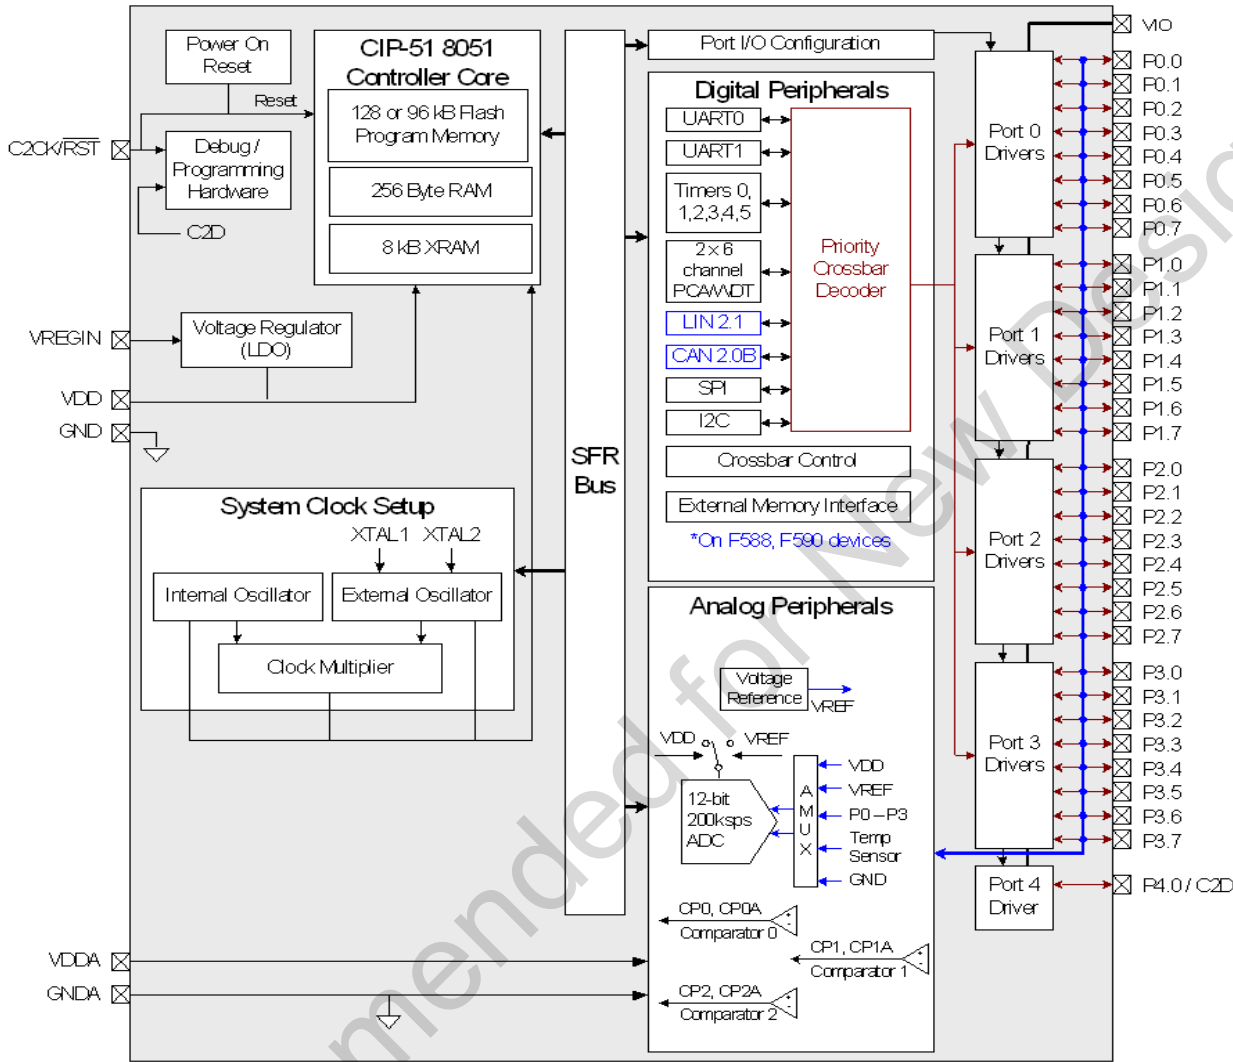 Power On
Reset
Reset
C2CK/RST
Debug /
Programming
Hardware
C2D
CIP-51 8051
Controller Core
128 or 96 kB Flash
Program Memory
256 Byte RAM
8 kB XRAM
VREGIN
Voltage Regulator
(LDO)
VDD
GND
System Clock Setup
XTAL1 XTAL2
Internal Oscillator
External Oscillator
Clock Multiplier
VDDA
GNDA
SFR
Bus
Port I/O Configuration
Digital Peripherals
UART0
UART1
Timers 0,
1,2,3,4,5
2 x 6
channel
PCA/WDT
LIN 2.1
CAN 2.0B
SPI
I2C
Priority
Crossbar
Decoder
Crossbar Control
External Memory Interface
*On F588, F590 devices
Analog Peripherals
Voltage
Reference
VREF
VDD
VREF
12-bit
200ksps
ADC
A
M
U
X
VDD
VREF
P0 – P3
Temp
Sensor
GND
CP0, CP0A
Comparator 0
CP1, CP1A
Comparator 1
CP2, CP2A
Comparator 2
Port 0
Drivers
Port 1
Drivers
Port 2
Drivers
Port 3
Drivers
Port 4
Driver
VIO
P0.0
P0.1
P0.2
P0.3
P0.4
P0.5
P0.6
P0.7
P1.0
P1.1
P1.2
P1.3
P1.4
P1.5
P1.6
P1.7
P2.0
P2.1
P2.2
P2.3
P2.4
P2.5
P2.6
P2.7
P3.0
P3.1
P3.2
P3.3
P3.4
P3.5
P3.6
P3.7
P4.0 / C2D
mended for New Desig